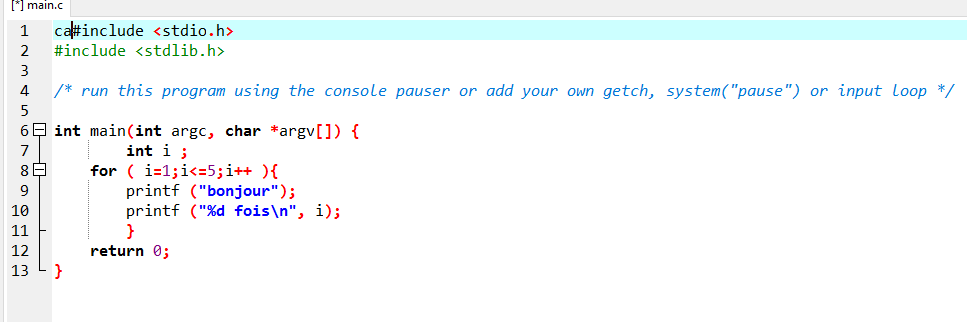 [*] main.c
1 ca#include <stdio.h>
2 #include <stdlib.h>
3
4 /* run this program using the console pauser or add your own getch, system("pause") or input loop */
5
6 int main(int argc, char *argv[]) {
7 int i ;
8 for ( i=1;i<=5;i++ ){
9 printf ("bonjour");
10 printf ("%d fois\n", i);
11 }
12 return 0;
13 }